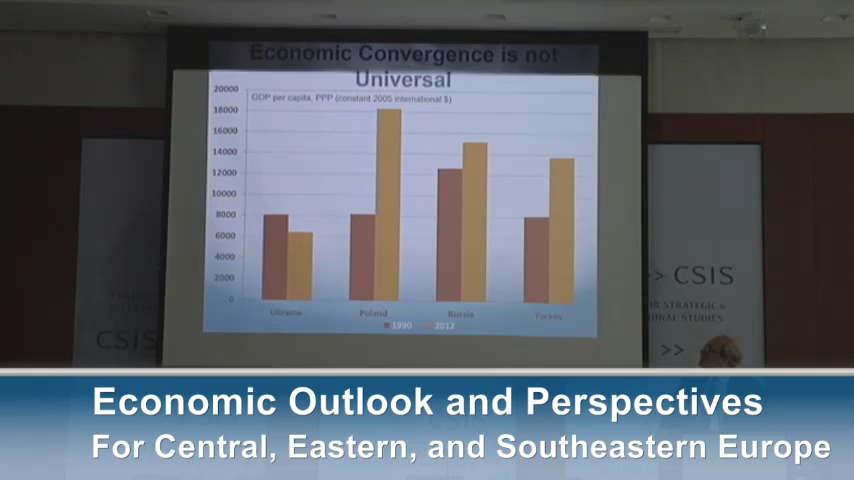 Economic Convergence is not
Universal
GDP per capita, PPP (constant 2005 international $)
20000
18000
16000
14000
12000
10000
8000
6000
4000
2000
0
Ukraine Poland Russia Turkey
1990 2012
>> CSIS
STRATEGIC &
STUDIES
>>
CSIS
Economic Outlook and Perspectives
For Central, Eastern, and Southeastern Europe